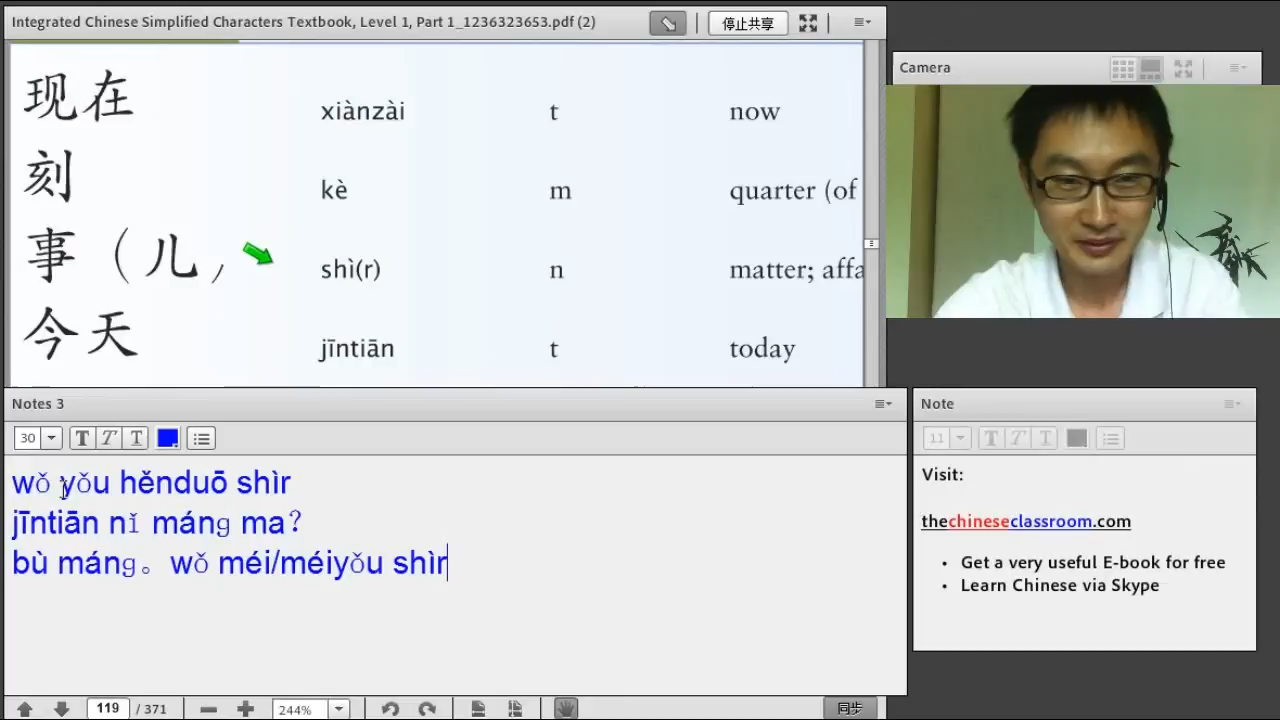 Integrated Chinese Simplified Characters Textbook, Level 1, Part 1_1236323653.pdf (2)
停止共享
现在 xiànzài t now
刻 kè m quarter (of
事（儿） shì(r) n matter; affa
今天 jīntiān t today
Camera
Notes 3
30 T T T
wǒ yǒu hěnduō shìr
jīntiān nǐ máng ma？
bù máng。wǒ méi/méiyǒu shìr
Note
11 T T T
Visit:
thechineseclassroom.com
• Get a very useful E-book for free
• Learn Chinese via Skype
119 / 371
244%
同步